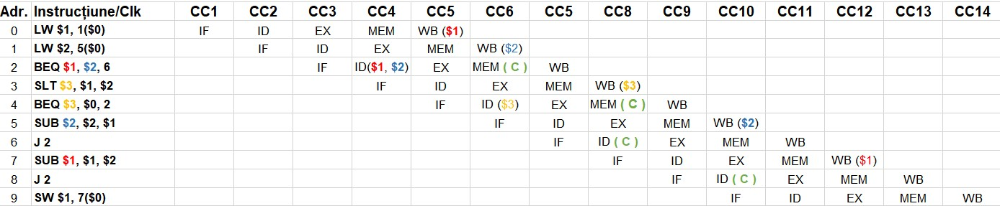 Adr. Instrucțiune/Clk CC1 CC2 CC3 CC4 CC5 CC6 CC5 CC8 CC9 CC10 CC11 CC12 CC13 CC14
0 LW $1, 1($0) IF ID EX MEM WB ($1)
1 LW $2, 5($0) IF ID EX MEM WB ($2)
2 BEQ $1, $2, 6 IF ID($1, $2) EX MEM ( C ) WB
3 SLT $3, $1, $2 IF ID EX MEM WB ($3)
4 BEQ $3, $0, 2 IF ID ($3) EX MEM ( C ) WB
5 SUB $2, $2, $1 IF ID EX MEM WB ($2)
6 J 2 IF ID ( C ) EX MEM WB
7 SUB $1, $1, $2 IF ID EX MEM WB ($1)
8 J 2 IF ID ( C ) EX MEM WB
9 SW $1, 7($0) IF ID EX MEM WB